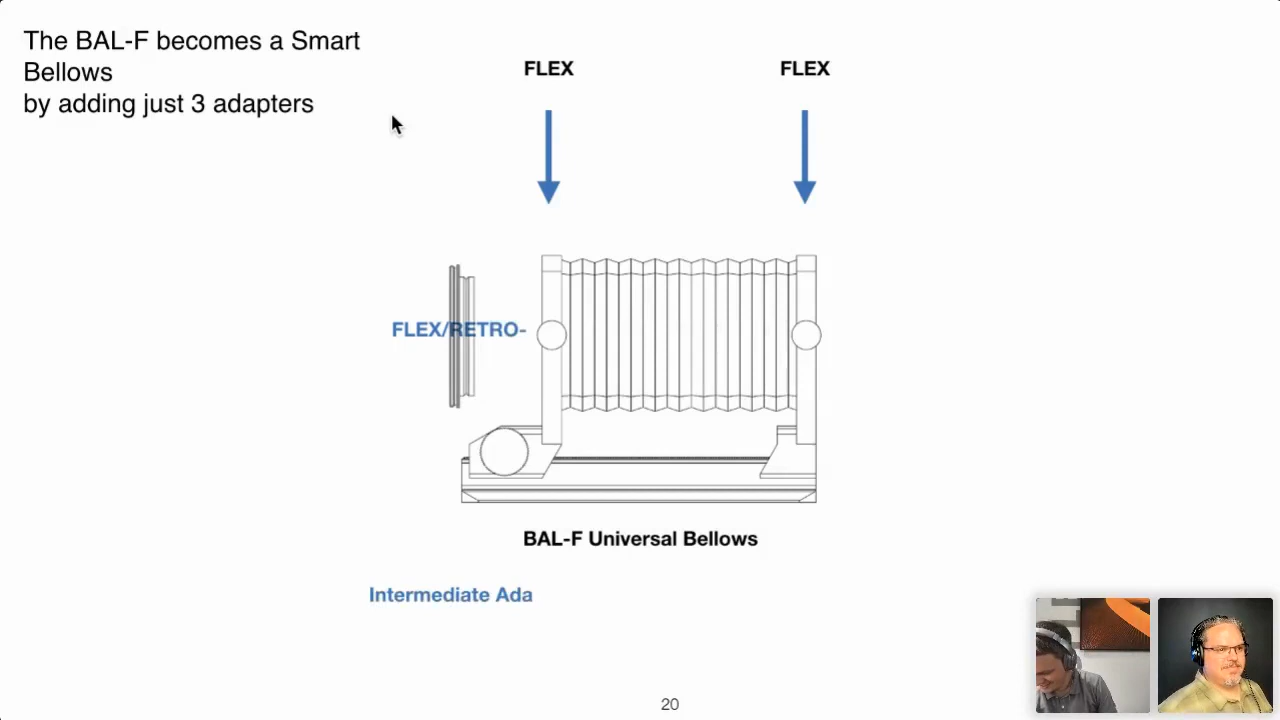 The BAL-F becomes a Smart
Bellows
by adding just 3 adapters
FLEX
FLEX
FLEX/RETRO-
BAL-F Universal Bellows
Intermediate Ada
20